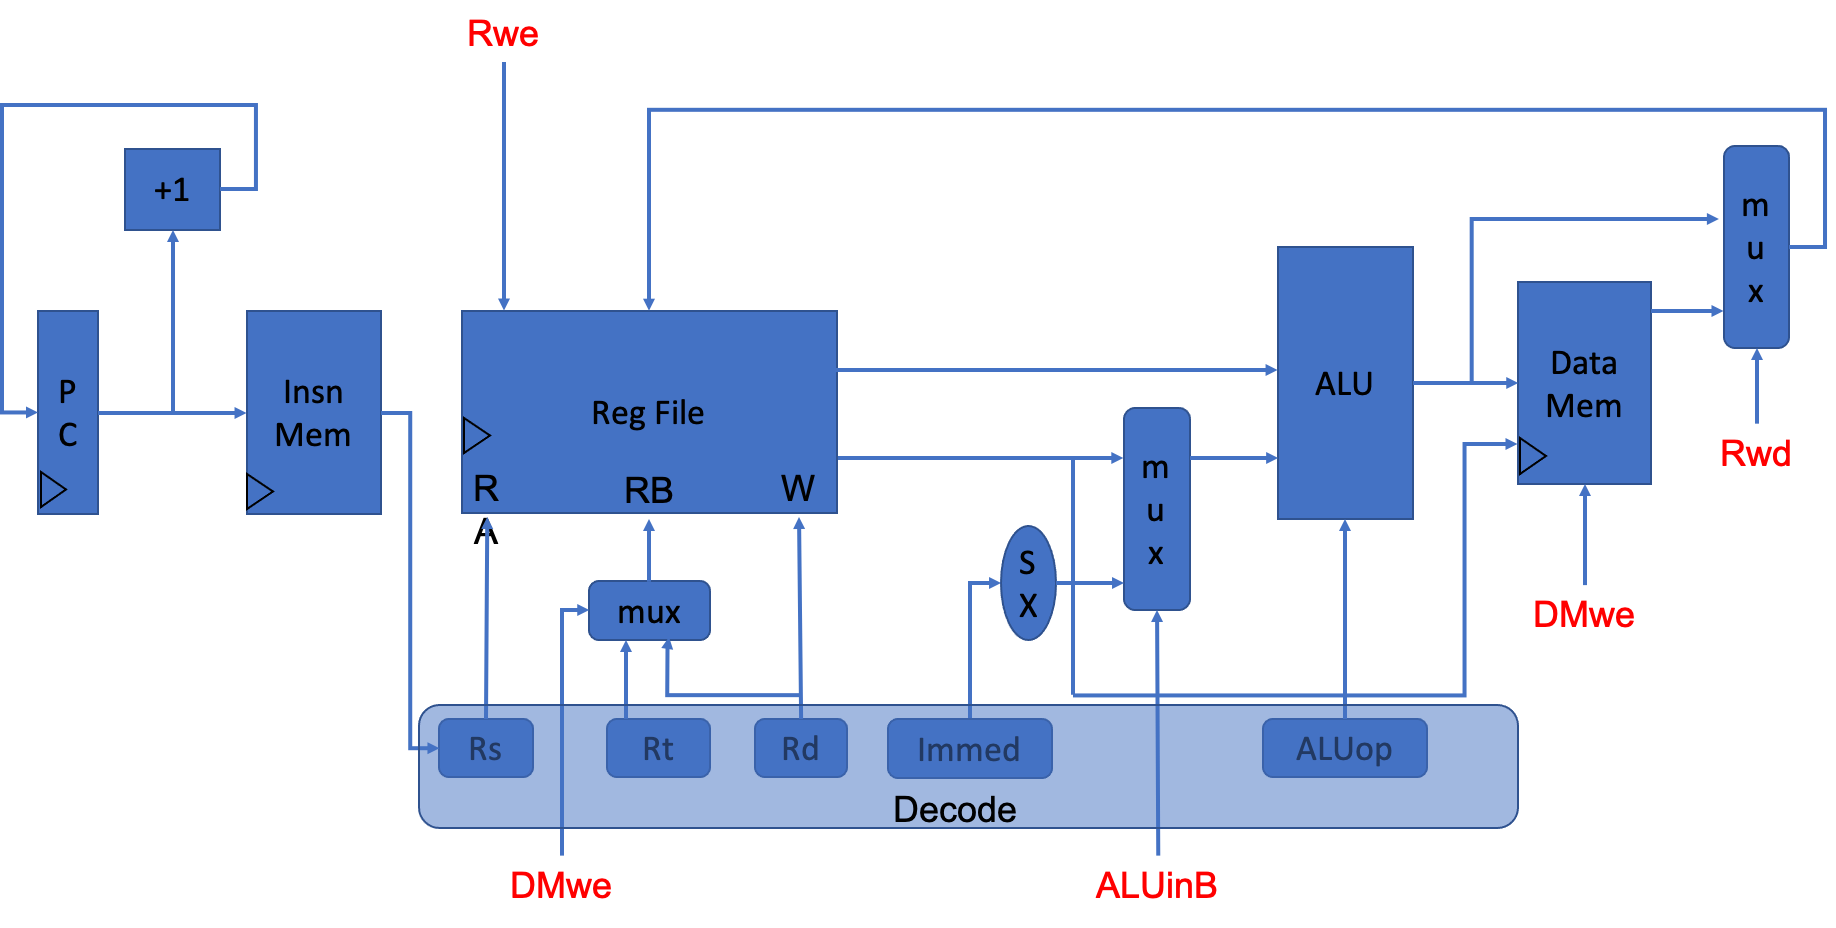 Rwe
+1
m
u
x
P
C
Insn
Mem
Reg File
R
A
RB
W
ALU
Data
Mem
m
u
x
S
X
mux
Rwd
DMwe
Rs
Rt
Rd
Immed
ALUop
Decode
DMwe
ALUinB